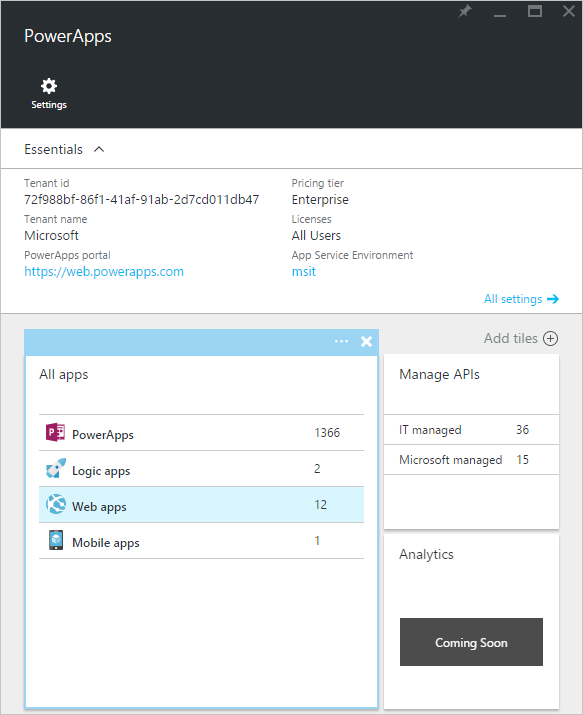 PowerApps
Settings
Essentials
Tenant id
72f988bf-86f1-41af-91ab-2d7cd011db47
Tenant name
Microsoft
PowerApps portal
https://web.powerapps.com
Pricing tier
Enterprise
Licenses
All Users
App Service Environment
msit
All settings
Add tiles
All apps
PowerApps 1366
Logic apps 2
Web apps 12
Mobile apps 1
Manage APIs
IT managed 36
Microsoft managed 15
Analytics
Coming Soon